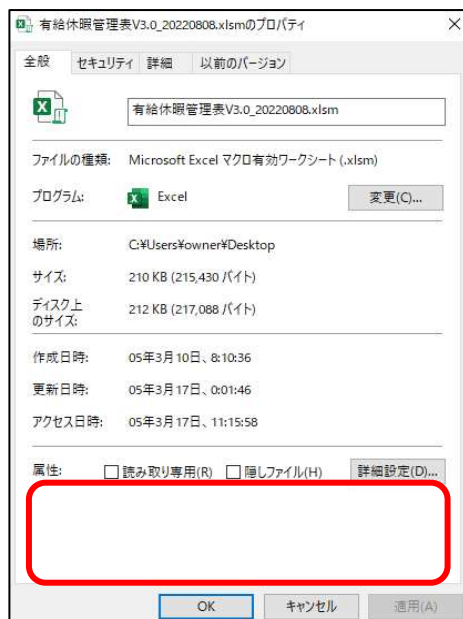 有給休暇管理表V3.0_20220808.xlsmのプロパティ
全般 セキュリティ 詳細 以前のバージョン
有給休暇管理表V3.0_20220808.xlsm
ファイルの種類: Microsoft Excel マクロ有効ワークシート (.xlsm)
プログラム: Excel 変更(C)...
場所: C:¥Users¥owner¥Desktop
サイズ: 210 KB (215,430 バイト)
ディスク上
のサイズ: 212 KB (217,088 バイト)
作成日時: 05年3月10日、8:10:36
更新日時: 05年3月17日、0:01:46
アクセス日時: 05年3月17日、11:15:58
属性: 読み取り専用(R) 隠しファイル(H) 詳細設定(D)...
OK キャンセル 適用(A)